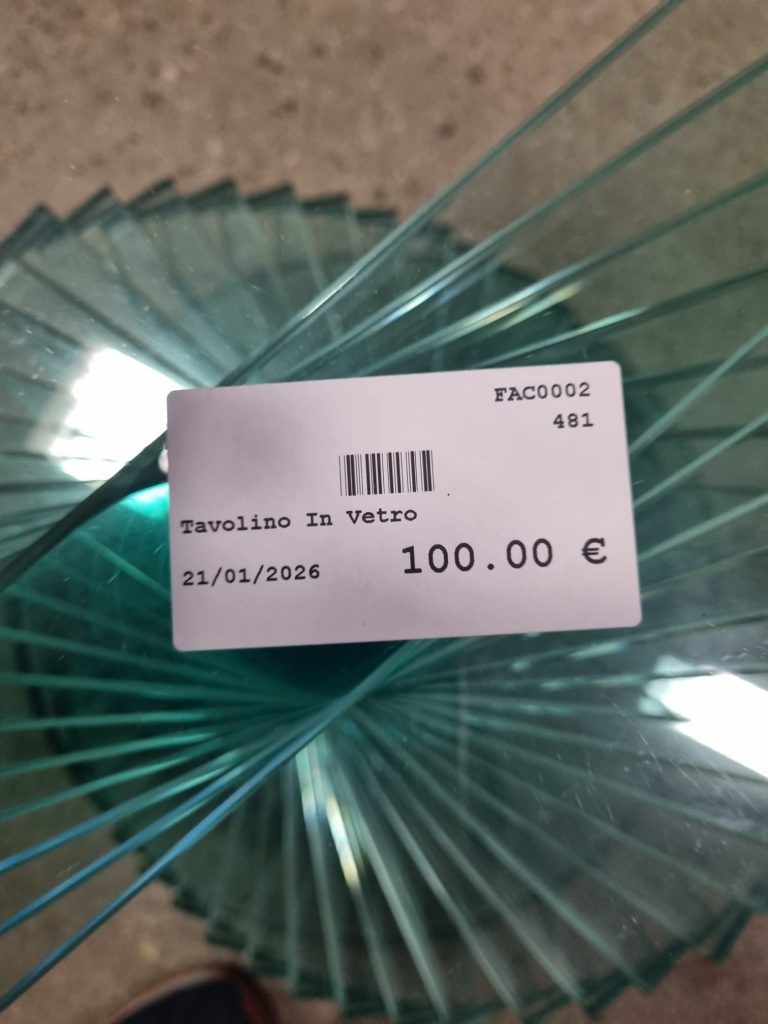 FAC0002
481
Tavolino In Vetro
21/01/2026
100.00 €